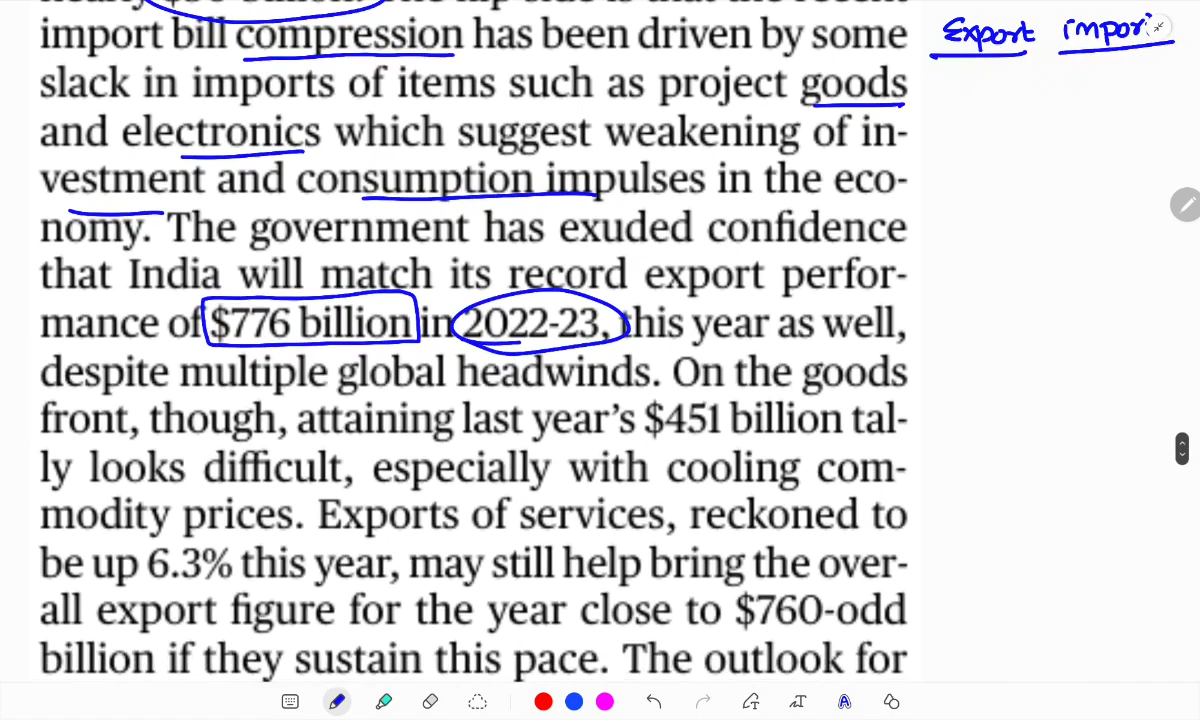 import bill compression has been driven by some
Export
slack in imports of items such as project goods
and electronics which suggest weakening of in-
vestment and consumption impulses in the eco-
nomy. The government has exuded confidence
that India will match its record export perfor-
mance of $776 billion in 2022-23, this year as well,
despite multiple global headwinds. On the goods
front, though, attaining last year's $451 billion tal-
ly looks difficult, especially with cooling com-
modity prices. Exports of services, reckoned to
be up 6.3% this year, may still help bring the over-
all export figure for the year close to $760-odd
billion if they sustain this pace. The outlook for